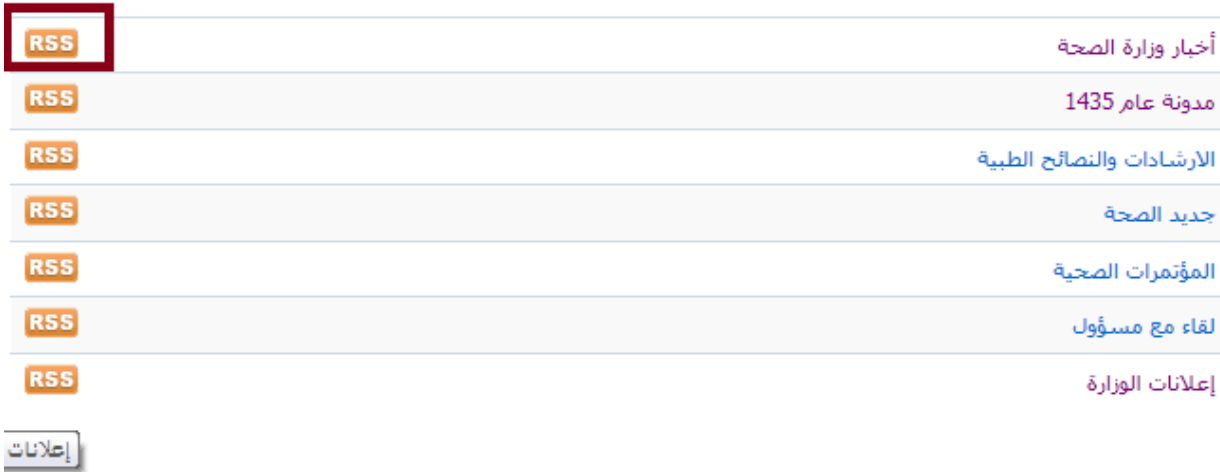 أخبار وزارة الصحة RSS
مدونة عام 1435 RSS
الارشادات والنصائح الطبية RSS
جديد الصحة RSS
المؤتمرات الصحية RSS
لقاء مع مسؤول RSS
إعلانات الوزارة RSS
إعلانات